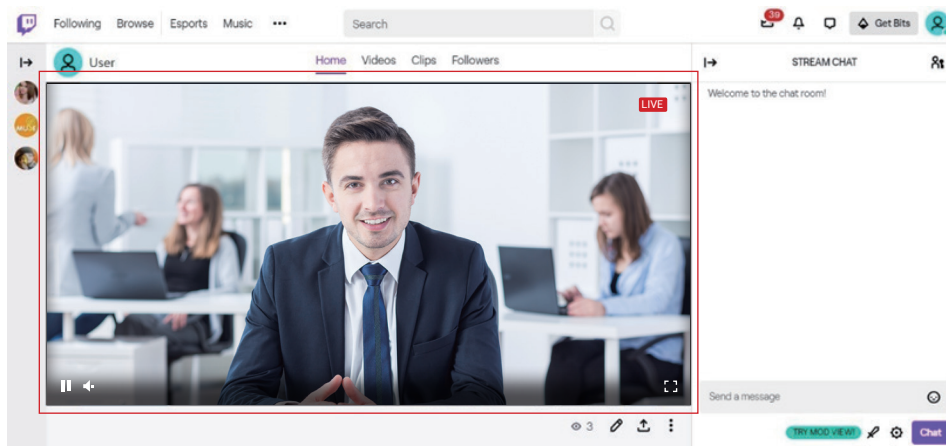 Following Browse Esports Music ••• Search 39 Get Bits
User Home Videos Clips Followers STREAM CHAT
Welcome to the chat room!
LIVE
Send a message
3
TRY MOD VIEW! Chat